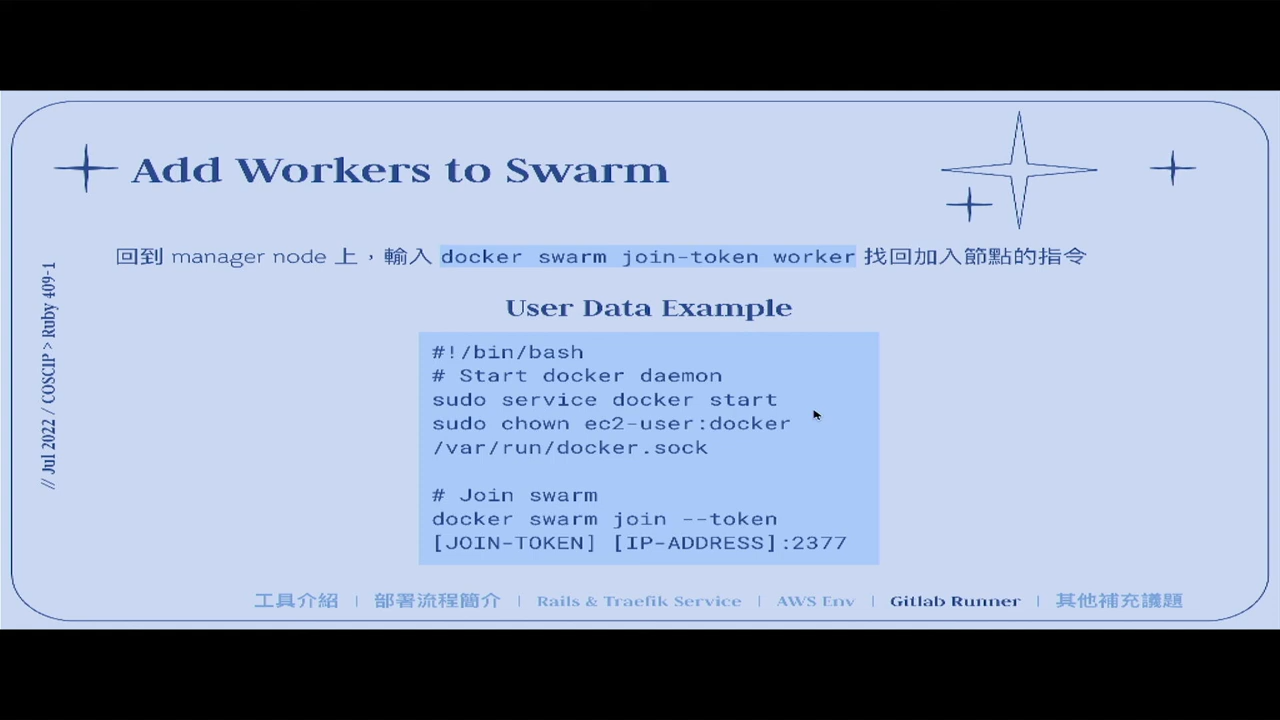 Add Workers to Swarm
回到 manager node 上，輸入 docker swarm join-token worker 找回加入節點的指令
// Jul 2022 / COSCIP > Ruby 409-1
User Data Example
#!/bin/bash
# Start docker daemon
sudo service docker start
sudo chown ec2-user:docker
/var/run/docker.sock
# Join swarm
docker swarm join --token
[JOIN-TOKEN] [IP-ADDRESS]:2377
工具介紹 | 部署流程簡介 | Rails & Traefik Service | AWS Env | Gitlab Runner | 其他補充議題